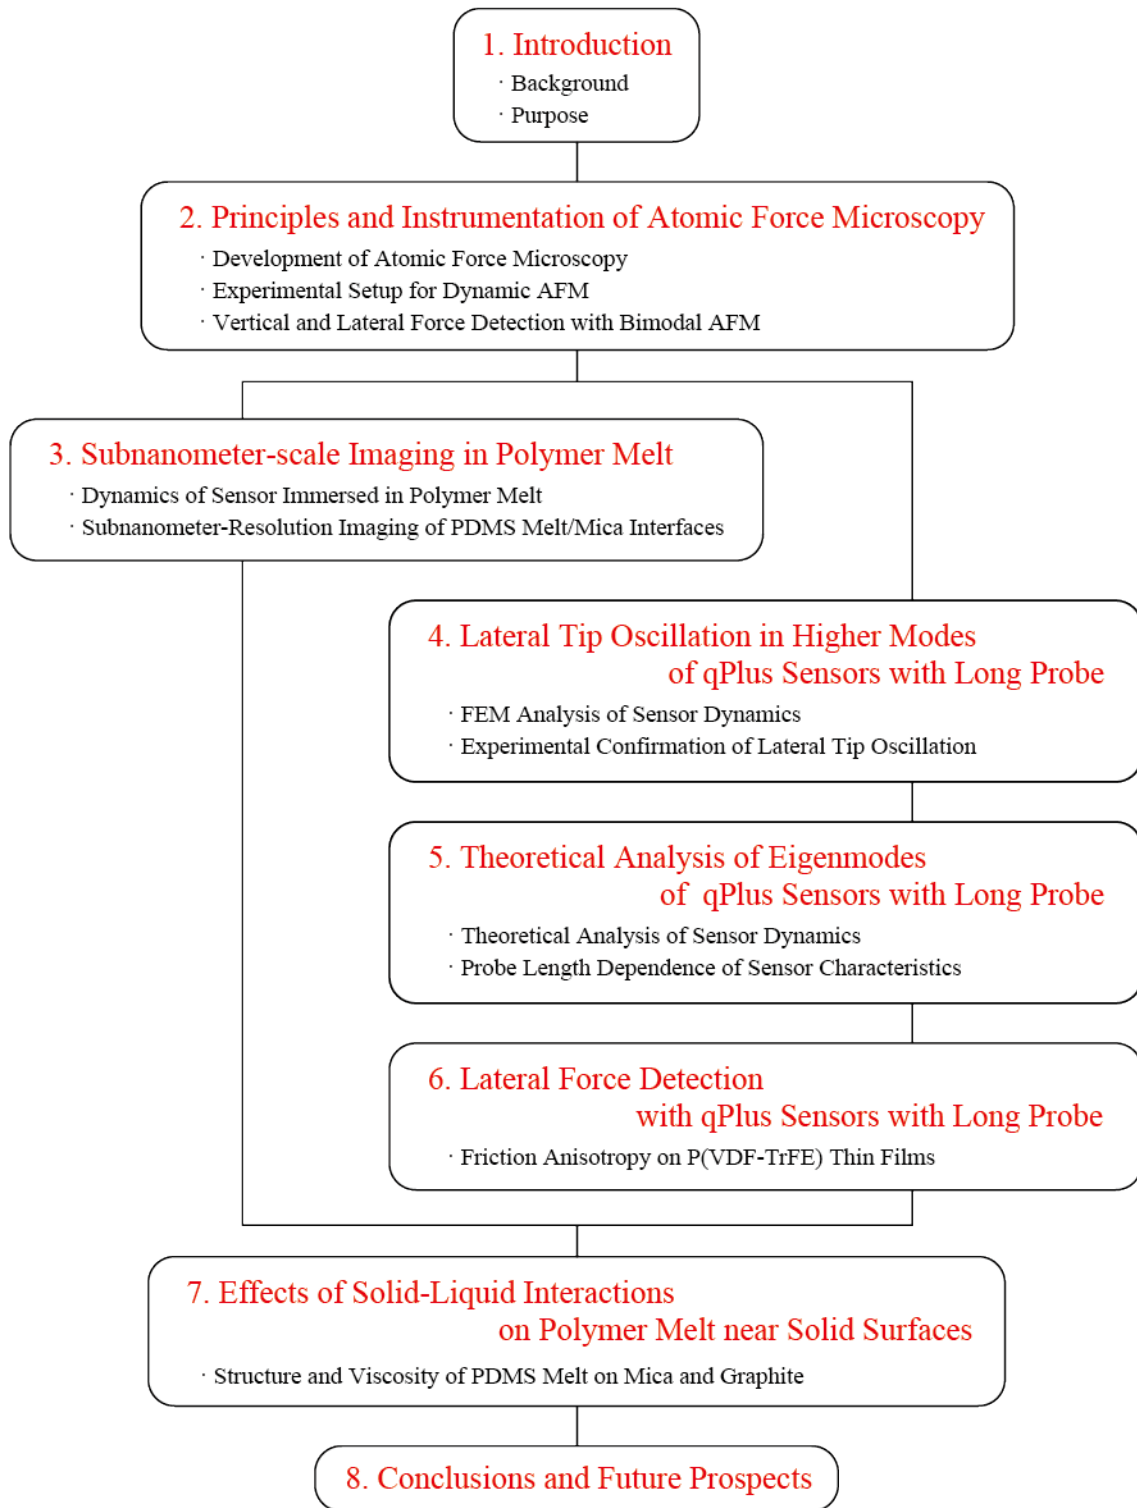 1. Introduction
· Background
· Purpose
2. Principles and Instrumentation of Atomic Force Microscopy
· Development of Atomic Force Microscopy
· Experimental Setup for Dynamic AFM
· Vertical and Lateral Force Detection with Bimodal AFM
3. Subnanometer-scale Imaging in Polymer Melt
· Dynamics of Sensor Immersed in Polymer Melt
· Subnanometer-Resolution Imaging of PDMS Melt/Mica Interfaces
4. Lateral Tip Oscillation in Higher Modes
of qPlus Sensors with Long Probe
· FEM Analysis of Sensor Dynamics
· Experimental Confirmation of Lateral Tip Oscillation
5. Theoretical Analysis of Eigenmodes
of qPlus Sensors with Long Probe
· Theoretical Analysis of Sensor Dynamics
· Probe Length Dependence of Sensor Characteristics
6. Lateral Force Detection
with qPlus Sensors with Long Probe
· Friction Anisotropy on P(VDF-TrFE) Thin Films
7. Effects of Solid-Liquid Interactions
on Polymer Melt near Solid Surfaces
· Structure and Viscosity of PDMS Melt on Mica and Graphite
8. Conclusions and Future Prospects